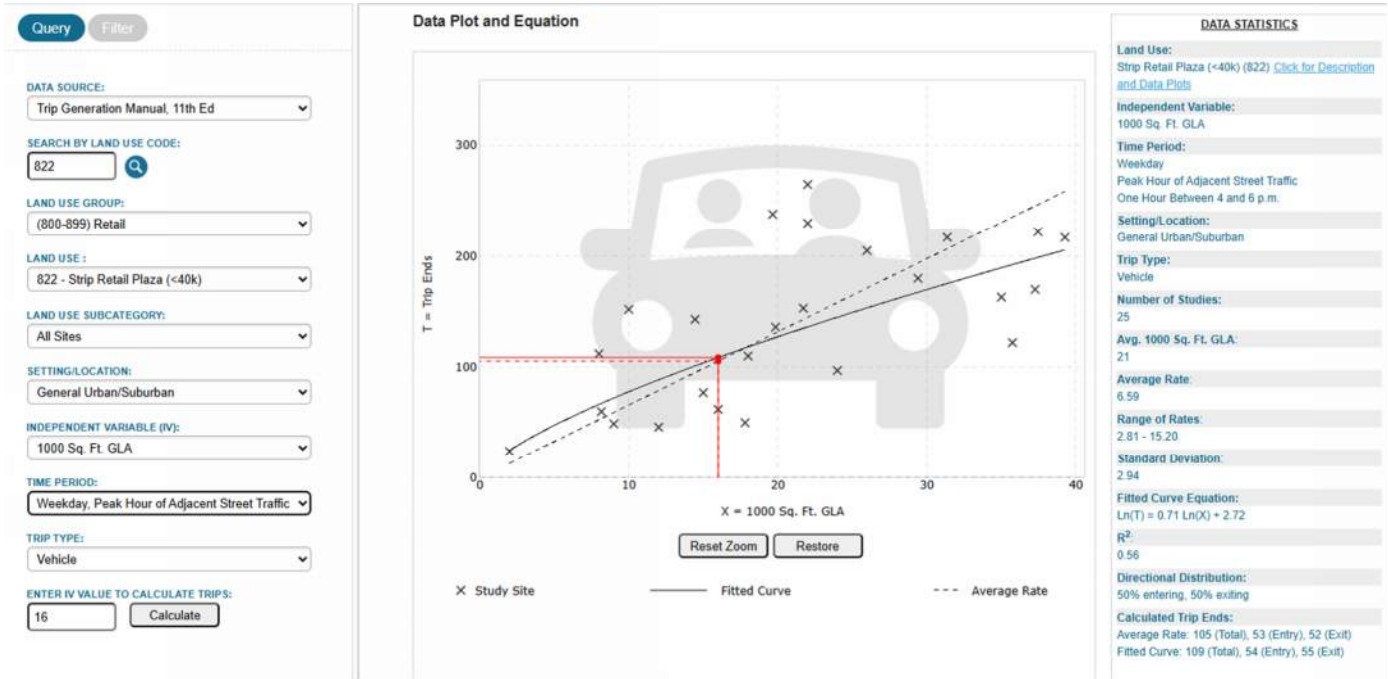 Query
Filter
DATA SOURCE:
Trip Generation Manual, 11th Ed
SEARCH BY LAND USE CODE:
822
LAND USE GROUP:
(800-899) Retail
LAND USE :
822 - Strip Retail Plaza (<40k)
LAND USE SUBCATEGORY:
All Sites
SETTING/LOCATION:
General Urban/Suburban
INDEPENDENT VARIABLE (IV):
1000 Sq. Ft. GLA
TIME PERIOD:
Weekday, Peak Hour of Adjacent Street Traffic
TRIP TYPE:
Vehicle
ENTER IV VALUE TO CALCULATE TRIPS:
16
Calculate
Data Plot and Equation
T = Trip Ends
300
200
100
0
0 10 20 30 40
X = 1000 Sq. Ft. GLA
Reset Zoom
Restore
× Study Site
Fitted Curve
Average Rate
DATA STATISTICS
Land Use:
Strip Retail Plaza (<40k) (822) Click for Description
and Data Plots
Independent Variable:
1000 Sq. Ft. GLA
Time Period:
Weekday
Peak Hour of Adjacent Street Traffic
One Hour Between 4 and 6 p.m.
Setting/Location:
General Urban/Suburban
Trip Type:
Vehicle
Number of Studies:
25
Avg. 1000 Sq. Ft. GLA:
21
Average Rate:
6.59
Range of Rates:
2.81 - 15.20
Standard Deviation:
2.94
Fitted Curve Equation:
Ln(T) = 0.71 Ln(X) + 2.72
R²:
0.56
Directional Distribution:
50% entering, 50% exiting
Calculated Trip Ends:
Average Rate: 105 (Total), 53 (Entry), 52 (Exit)
Fitted Curve: 109 (Total), 54 (Entry), 55 (Exit)